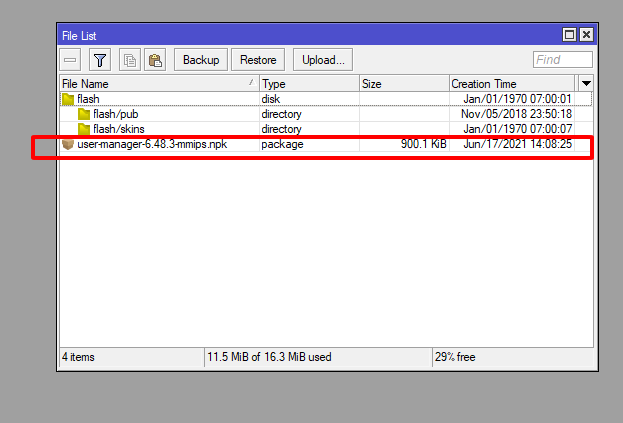 File List
Backup Restore Upload... Find
File Name / Type Size Creation Time
flash disk Jan/01/1970 07:00:01
flash/pub directory Nov/05/2018 23:50:18
flash/skins directory Jan/01/1970 07:00:07
user-manager-6.48.3-mmips.npk package 900.1 KiB Jun/17/2021 14:08:25
4 items 11.5 MiB of 16.3 MiB used 29% free